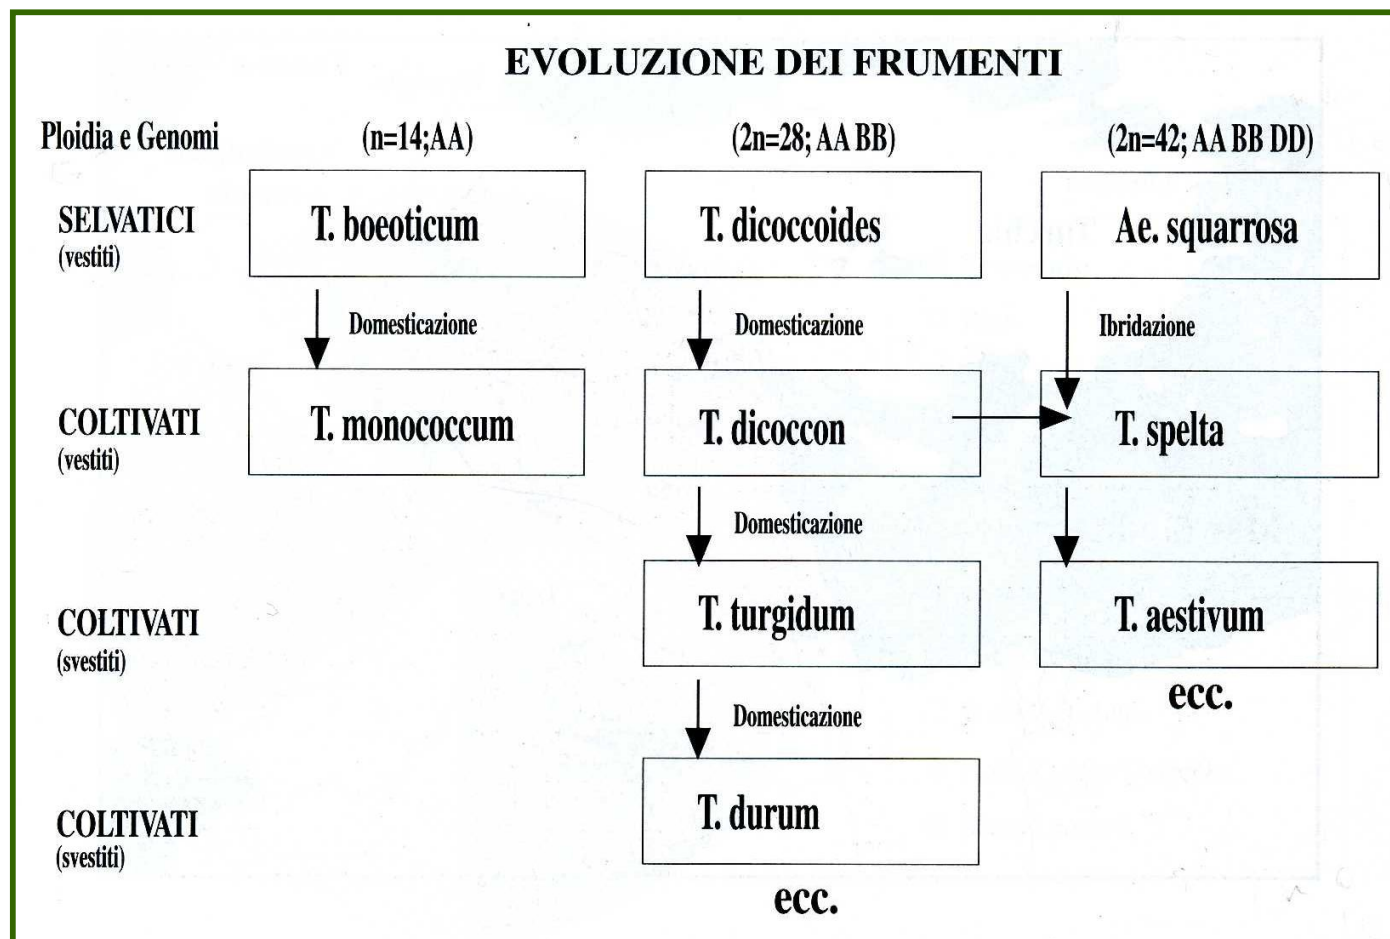 EVOLUZIONE DEI FRUMENTI
Ploidia e Genomi (n=14;AA) (2n=28; AA BB) (2n=42; AA BB DD)
SELVATICI
(vestiti)
T. boeoticum
T. dicoccoides
Ae. squarrosa
Domesticazione
Domesticazione
Ibridazione
COLTIVATI
(vestiti)
T. monococcum
T. dicoccon
T. spelta
Domesticazione
COLTIVATI
(svestiti)
T. turgidum
T. aestivum
ecc.
Domesticazione
COLTIVATI
(svestiti)
T. durum
ecc.